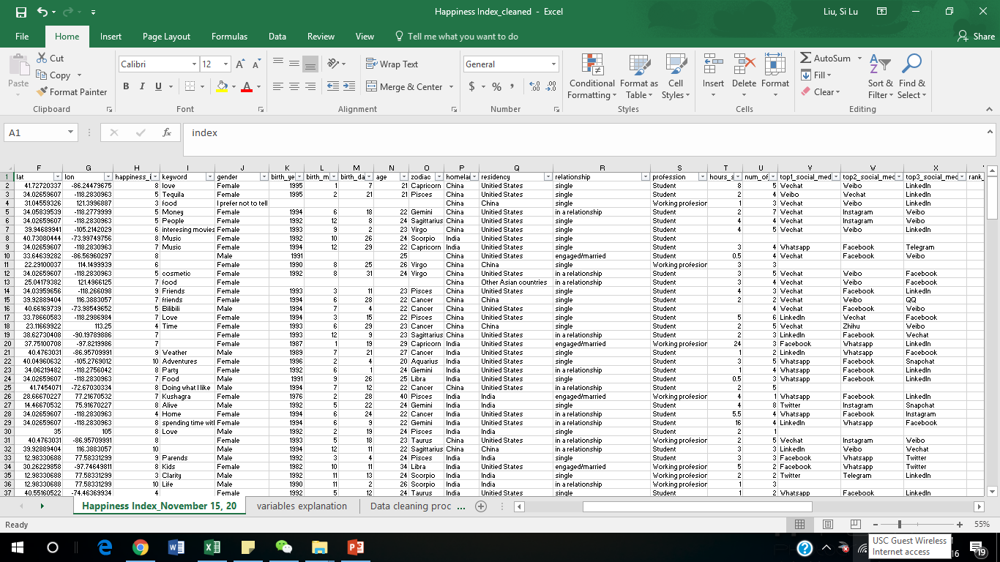 Happiness Index_cleaned - Excel
Liu, Si Lu
File Home Insert Page Layout Formulas Data Review View Tell me what you want to do Share
Cut
Copy
Format Painter
Paste
Clipboard
Calibri 12
B I U
Font
Wrap Text
Merge & Center
Alignment
General
$ % ,
Number
Conditional Formatting
Format as Table
Cell Styles
Styles
Insert Delete Format
Cells
AutoSum
Fill
Clear
Sort & Filter
Find & Select
Editing
A1 fx index
F G H I J K L M N O P Q R S T U V W X
1 lat lon happiness_i keyword gender birth_ye birth_m birth_da age zodiac homelan residency relationship profession hours_s num_of top1_social_med top2_social_med top3_social_med rank_
2 41.72720337 -86.24479675 8 love Female 1995 1 7 21 Capricorn China Unitied States single Student 8 5 Wechat Weibo LinkedIn
3 34.02659607 -118.2830963 5 Tequila Female 1995 2 21 21 Pisces China Unitied States single Student 2 4 Weibo Wechat LinkedIn
4 31.04559326 121.3996887 3 food I prefer not to tell China China single Working profesion 1 3 Wechat Weibo LinkedIn
5 34.05839539 -118.2779999 5 Money Female 1994 6 18 22 Gemini China Unitied States in a relationship Student 2 7 Wechat Instagram Weibo
6 34.02659607 -118.2830963 5 People Female 1992 12 8 24 Sagittarius China Unitied States single Student 4 4 Wechat Instagram Weibo
7 39.94689941 -105.2142029 6 interesing movies Female 1993 9 2 23 Virgo China Unitied States single Student 4 5 Wechat Weibo LinkedIn
8 40.73080444 -73.99749756 8 Music Female 1992 10 26 24 Scorpio India Unitied States single Student
9 34.02659607 -118.2830963 7 Music Female 1994 12 29 22 Capricorn India Unitied States single Student 3 4 Whatsapp Facebook Telegram
10 33.64639282 -86.56960297 8 Male 1991 25 China Unitied States engaged/married Student 0.5 4 Wechat Facebook Weibo
11 22.29100037 114.1499939 6 Female 1990 8 25 26 Virgo China China single Working profesion 3 3
12 34.02659607 -118.2830963 5 cosmetic Female 1992 8 31 24 Virgo China Unitied States in a relationship Student 3 5 Wechat Weibo Facebook
13 25.04179382 121.4966125 7 food Female China Other Asian countries in a relationship Student 3 4 Wechat Weibo Facebook
14 34.03959656 -118.266098 9 Friends Female 1993 3 11 23 Pisces China Unitied States single Student 4 3 Wechat Facebook LinkedIn
15 39.92889404 116.3883057 7 friends Female 1994 6 28 22 Cancer China China single Student 2 2 Wechat Weibo QQ
16 40.66169739 -73.98549652 5 Bilibili Male 1994 7 4 22 Cancer China Unitied States single Student 4 Wechat Facebook Weibo
17 33.78660583 -118.2986984 7 Love Female 1994 3 15 22 Pisces China Unitied States single Student 5 6 LinkedIn Wechat Facebook
18 23.11669922 113.25 4 Time Female 1993 6 29 23 Cancer China China single Student 2 5 Wechat Zhihu Weibo
19 38.62730408 -90.19789886 7 Female 1993 12 9 23 Sagittarius China Unitied States in a relationship Student 2 3 LinkedIn Facebook Wechat
20 37.75100708 -97.8219986 7 Female 1987 1 19 29 Capricorn India Unitied States engaged/married Working profesion 24 3 Facebook Whatsapp LinkedIn
21 40.4763031 -86.95709991 9 Weather Male 1989 7 21 27 Cancer India Unitied States single Student 1 2 LinkedIn Whatsapp Facebook
22 40.04960632 -105.2769012 10 Adventures Female 1996 2 4 20 Aquarius India Unitied States single Student 3 5 Whatsapp Facebook Snapchat
23 34.06219482 -118.2756042 8 Party Female 1992 6 1 24 Gemini India Unitied States in a relationship Student 1 4 Whatsapp Facebook LinkedIn
24 34.02659607 -118.2830963 7 Food Male 1991 9 26 25 Libra India Unitied States single Student 0.5 3 Whatsapp Facebook LinkedIn
25 41.7454071 -72.67030334 8 Doing what I like Male 1994 7 12 22 Cancer China Unitied States in a relationship Student 2 5
26 28.66670227 77.21670532 7 Kushagra Female 1976 2 28 40 Pisces India India engaged/married Working profesion 4 1 Whatsapp Facebook LinkedIn
27 14.46670532 75.91670227 8 Alive Male 1992 5 22 24 Gemini India India single Student 4 8 Twitter Instagram Snapchat
28 34.02659607 -118.2830963 4 Home Female 1994 6 24 22 Cancer India Unitied States in a relationship Student 5.5 4 Whatsapp Facebook Instagram
29 34.02659607 -118.2830963 8 spending time with Female 1994 6 9 22 Gemini India Unitied States in a relationship Student 16 4 LinkedIn Whatsapp Facebook
30 35 105 8 Love Male 1992 2 19 24 Pisces India India single Student 2 1
31 40.4763031 -86.95709991 8 Female 1993 5 18 23 Taurus China Unitied States in a relationship Working profesion 2 5 Wechat Instagram Weibo
32 39.92889404 116.3883057 10 Male 1994 12 11 22 Sagittarius China China in a relationship Student 3 3 LinkedIn Weibo Wechat
33 12.98330688 77.58331299 9 Parends Male 1992 3 4 24 Pisces India India single Student 3 3 Facebook Whatsapp Twitter
34 30.26229858 -97.74649811 8 Kids Female 1982 10 11 34 Libra India Unitied States engaged/married Working profesion 5 2 Facebook Whatsapp Twitter
35 12.98330688 77.58331299 3 Clarity Male 1992 11 13 24 Scorpio India India single Working profesion 2 2 Twitter Telegram LinkedIn
36 12.98330688 77.58331299 10 Life Male 1990 11 2 26 Scorpio India India in a relationship Working profesion 1 3
37 40.55160522 -74.46369934 4 Female 1992 5 12 24 Taurus India Unitied States single Student 1 2 Whatsapp Facebook LinkedIn
Happiness Index_November 15, 20 variables explanation Data cleaning proc ...
Ready 55%
USC Guest Wireless
Internet access
16
19